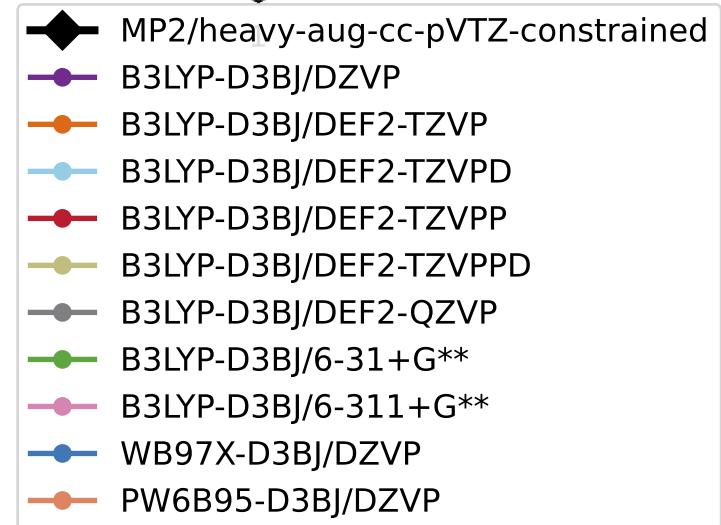 MP2/heavy-aug-cc-pVTZ-constrained
B3LYP-D3BJ/DZVP
B3LYP-D3BJ/DEF2-TZVP
B3LYP-D3BJ/DEF2-TZVPD
B3LYP-D3BJ/DEF2-TZVPP
B3LYP-D3BJ/DEF2-TZVPPD
B3LYP-D3BJ/DEF2-QZVP
B3LYP-D3BJ/6-31+G**
B3LYP-D3BJ/6-311+G**
WB97X-D3BJ/DZVP
PW6B95-D3BJ/DZVP